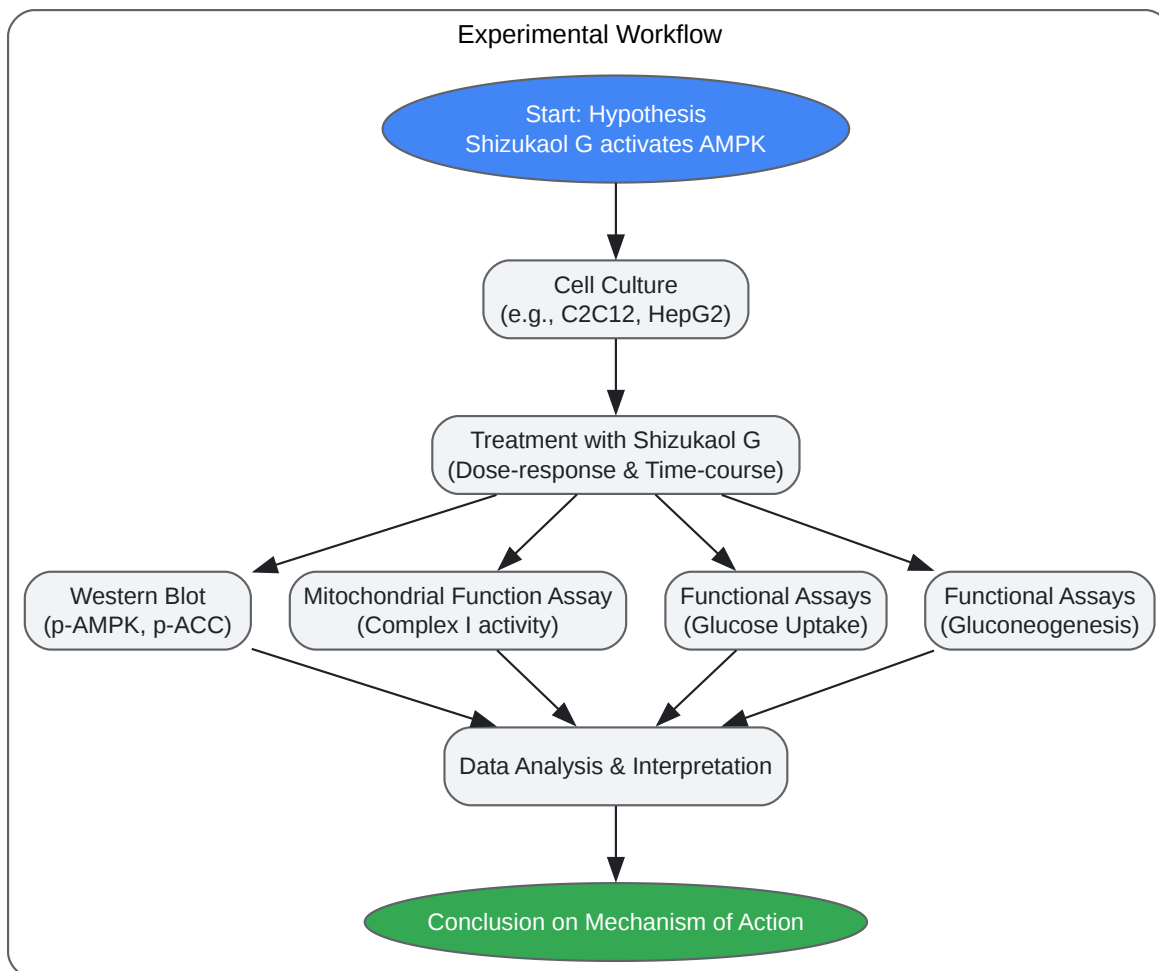 Experimental Workflow
Start: Hypothesis
Shizukaol G activates AMPK
Cell Culture
(e.g., C2C12, HepG2)
Treatment with Shizukaol G
(Dose-response & Time-course)
Western Blot
(p-AMPK, p-ACC)
Mitochondrial Function Assay
(Complex I activity)
Functional Assays
(Glucose Uptake)
Functional Assays
(Gluconeogenesis)
Data Analysis & Interpretation
Conclusion on Mechanism of Action